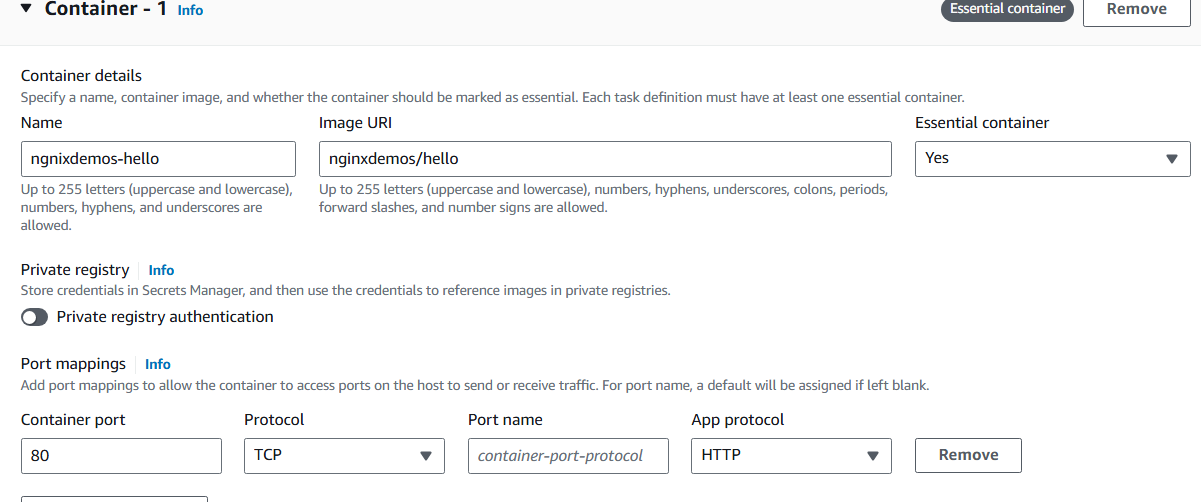 Container - 1 Info Essential container Remove
Container details
Specify a name, container image, and whether the container should be marked as essential. Each task definition must have at least one essential container.
Name Image URI Essential container
ngnixdemos-hello nginxdemos/hello Yes
Up to 255 letters (uppercase and lowercase), Up to 255 letters (uppercase and lowercase), numbers, hyphens, underscores, colons, periods,
numbers, hyphens, and underscores are forward slashes, and number signs are allowed.
allowed.
Private registry Info
Store credentials in Secrets Manager, and then use the credentials to reference images in private registries.
Private registry authentication
Port mappings Info
Add port mappings to allow the container to access ports on the host to send or receive traffic. For port name, a default will be assigned if left blank.
Container port Protocol Port name App protocol
80 TCP container-port-protocol HTTP Remove